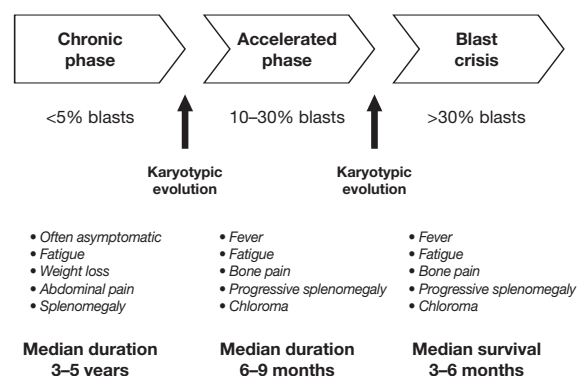 Chronic
phase
Accelerated
phase
Blast
crisis
<5% blasts
10–30% blasts
>30% blasts
Karyotypic
evolution
Karyotypic
evolution
• Often asymptomatic
• Fatigue
• Weight loss
• Abdominal pain
• Splenomegaly
• Fever
• Fatigue
• Bone pain
• Progressive splenomegaly
• Chloroma
• Fever
• Fatigue
• Bone pain
• Progressive splenomegaly
• Chloroma
Median duration
3–5 years
Median duration
6–9 months
Median survival
3–6 months